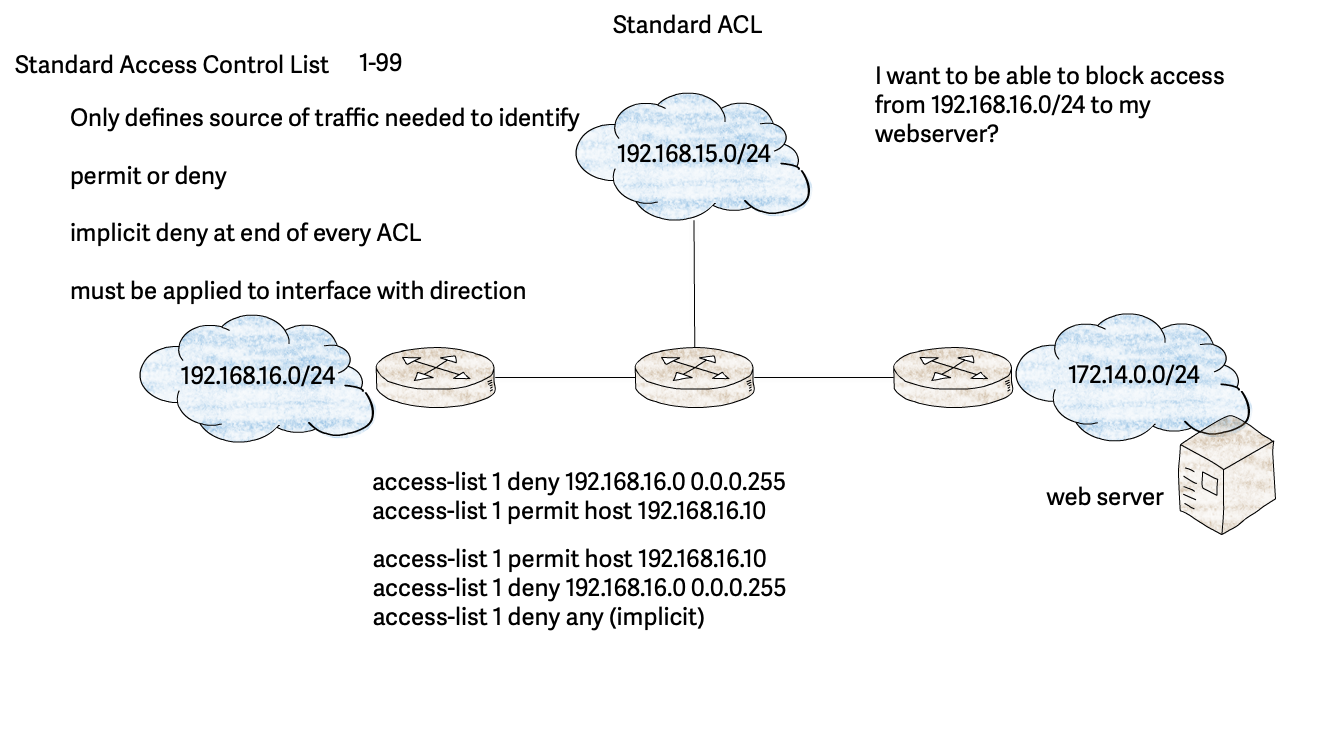 Standard ACL
Standard Access Control List 1-99
Only defines source of traffic needed to identify
permit or deny
implicit deny at end of every ACL
must be applied to interface with direction
I want to be able to block access
from 192.168.16.0/24 to my
webserver?
192.168.15.0/24
192.168.16.0/24
172.14.0.0/24
web server
access-list 1 deny 192.168.16.0 0.0.0.255
access-list 1 permit host 192.168.16.10
access-list 1 permit host 192.168.16.10
access-list 1 deny 192.168.16.0 0.0.0.255
access-list 1 deny any (implicit)